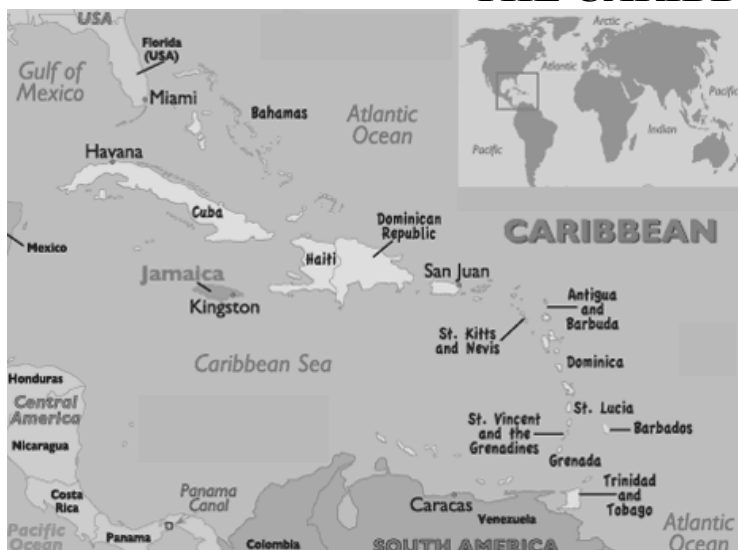 THE CARIBB
USA
Florida
(USA)
Gulf of
Mexico
Miami
Bahamas
Atlantic
Ocean
Arctic
Atlantic
Pacific
Indian
Pacific
Havana
Cuba
Mexico
Dominican
Republic
CARIBBEAN
Haiti
Jamaica
Kingston
San Juan
Antigua
and
Barbuda
St. Kitts
and Nevis
Caribbean Sea
Dominica
Honduras
Central
America
Nicaragua
St. Lucia
St. Vincent
and the
Grenadines
Barbados
Grenada
Costa
Rica
Panama
Canal
Caracas
Trinidad
and
Tobago
Venezuela
Pacific
Ocean
Panama
Colombia
SOUTH AMERICA
Atlantic
Ocean